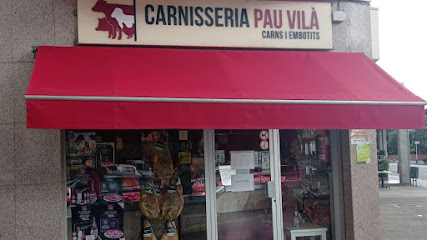 CARNISSERIA PAU VILÀ
CARNS I EMBOTITS